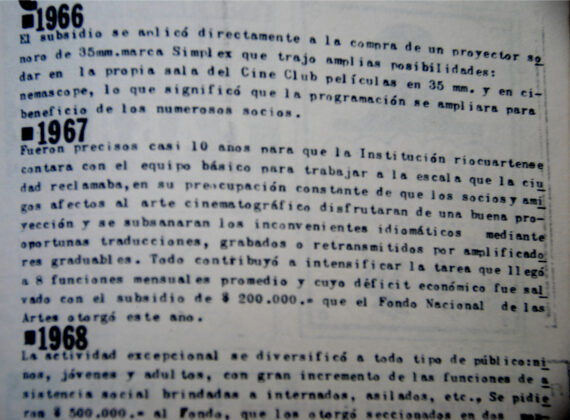 ■1966
El subsidio se aplicó directamente a la compra de un proyector so
noro de 35mm.marca Simplex que trajo amplias posibilidades:
dar en la propia sala del Cine Club películas en 35 mm. y en ci-
nemascope, lo que significó que la programación se ampliara para
beneficio de los numerosos socios.
■1967
Fueron precisos casi 10 anos para que la Institución riocuartense
contara con el equipo básico para trabajar a la escala que la ciu
dad reclamaba,en su preocupación constante de que los socios y ami
gos afectos al arte cinematográfico disfrutaran de una buena pro-
yección y se subsanaran los inconvenientes idiomáticos mediante
oportunas traducciones, grabados o retransmitidos por amplificado
res graduables. Todo contribuyó a intensificar la tarea que llegó
a 8 funciones mensuales promedio y cuyo déficit económico fue sal
vado con el subsidio de $ 200.000.= que el Fondo Nacional de las
Artes otorgó este ano.
■1968
La actividad excepcional se diversificó a todo tipo de público:ni
nos, jóvenes y adultos, con gran incremento de las funciones de a
sistencia social brindadas a internados, asilados, etc., Se pidie
ron $ 500.000.= al Fondo, que los otorgó seccionados en dos